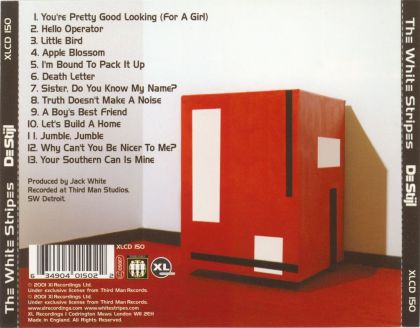 XLCD 150
The White Stripes De Stijl
1. You're Pretty Good Looking (For A Girl)
2. Hello Operator
3. Little Bird
4. Apple Blossom
5. I'm Bound To Pack It Up
6. Death Letter
7. Sister, Do You Know My Name?
8. Truth Doesn't Make A Noise
9. A Boy's Best Friend
10. Let's Build A Home
11. Jumble, Jumble
12. Why Can't You Be Nicer To Me?
13. Your Southern Can Is Mine
Produced by Jack White
Recorded at Third Man Studios,
SW Detroit.
XLCD 150
6 34904 01502 2
XL
℗ 2001 Xl Recordings Ltd.
Under exclusive license from Third Man Records.
© 2001 Xl Recordings Ltd.
Under exclusive license from Third Man Records.
www.xlrecordings.com www.whitestripes.com.
XL Recordings 1 Codrington Mews London W11 2EH
Made in England. All Rights Reserved.
The White Stripes De Stijl
XLCD 150